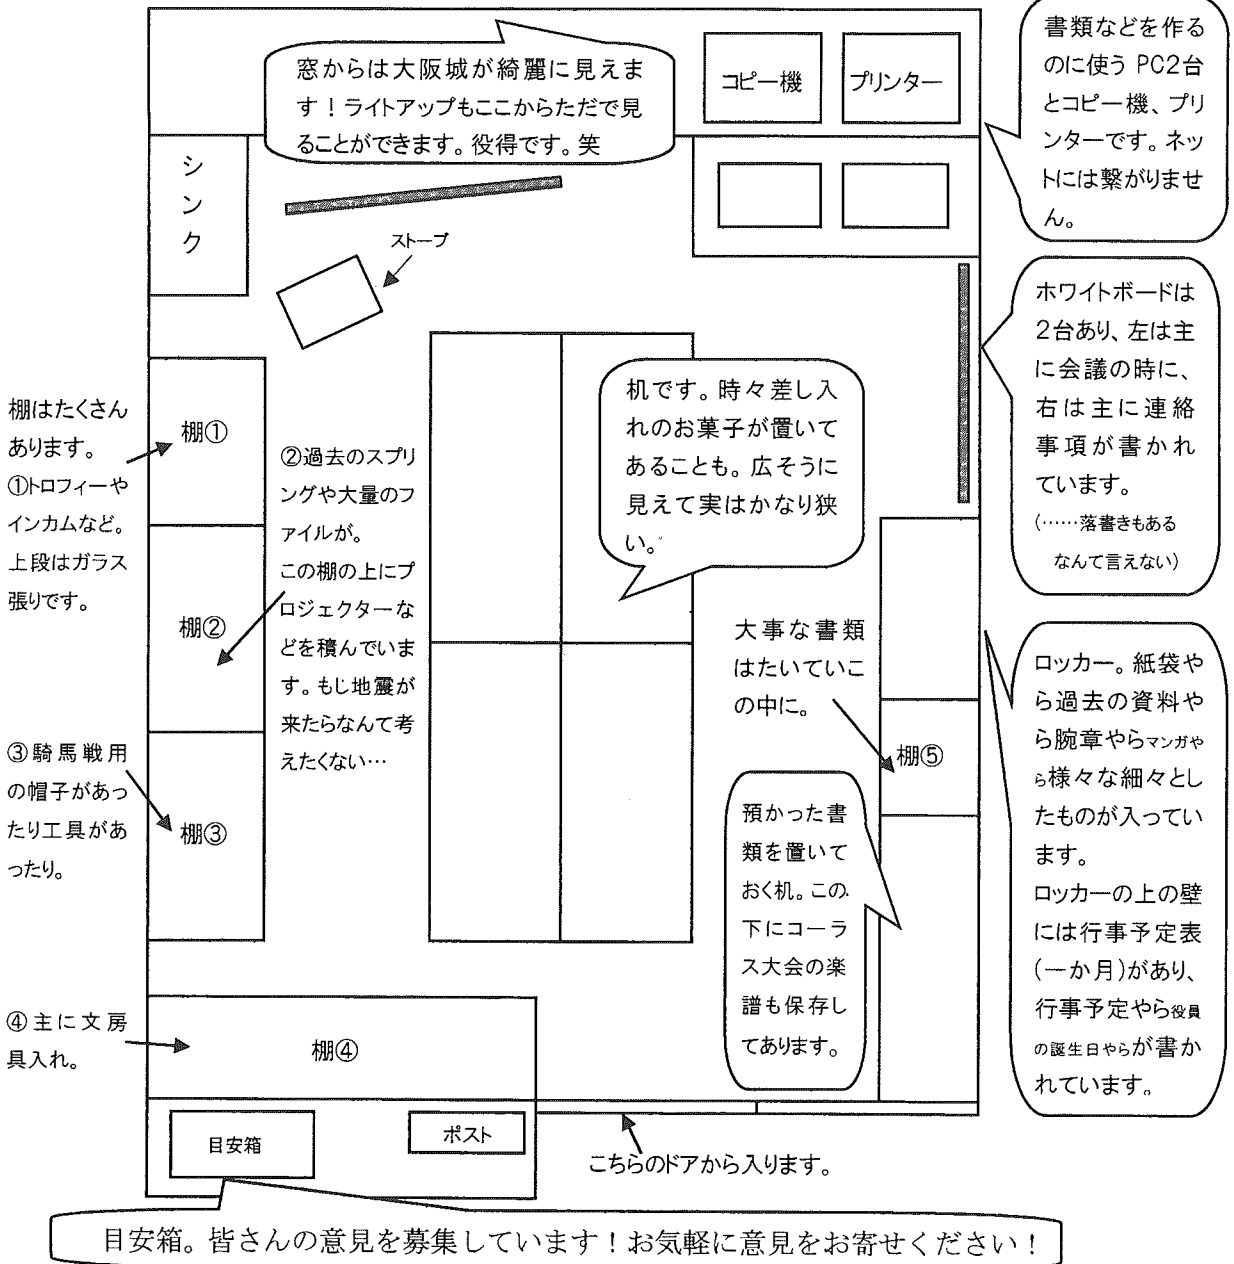 窓からは大阪城が綺麗に見えま
す！ライトアップもここからただで見
ることができます。役得です。笑
コピー機
プリンター
書類などを作る
のに使う PC2台
とコピー機、プリ
ンターです。ネッ
トには繋がりませ
ん。
シンク
ストーブ
ホワイトボードは
2台あり、左は主
に会議の時に、
右は主に連絡
事項が書かれ
ています。
(……落書きもある
なんて言えない)
棚はたくさん
あります。
①トロフィーや
インカムなど。
上段はガラス
張りです。
棚①
②過去のスプリ
ングや大量のフ
ァイルが。
この棚の上にプ
ロジェクターな
どを積んでいま
す。もし地震が
来たらなんて考
えたくない…
棚②
机です。時々差し入
れのお菓子が置いて
あることも。広そうに
見えて実はかなり狭
い。
大事な書類
はたいていこ
の中に。
棚⑤
ロッカー。紙袋や
ら過去の資料や
ら腕章やらマンガや
ら様々な細々とし
たものが入ってい
ます。
ロッカーの上の壁
には行事予定表
(一か月)があり、
行事予定やら役員
の誕生日やらが書か
れています。
③騎馬戦用
の帽子があっ
たり工具があ
ったり。
棚③
預かった書
類を置いて
おく机。この
下にコーラ
ス大会の楽
譜も保存し
てあります。
④主に文房
具入れ。
棚④
目安箱
ポスト
こちらのドアから入ります。
目安箱。皆さんの意見を募集しています！お気軽に意見をお寄せください！